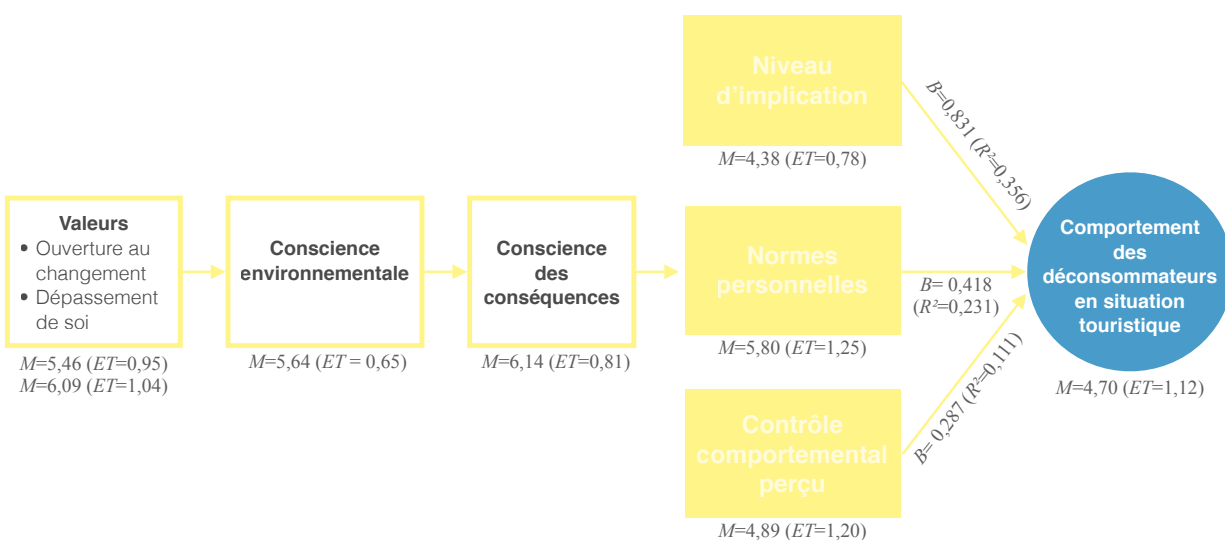 Valeurs
• Ouverture au
changement
• Dépassement
de soi
M=5,46 (ET=0,95)
M=6,09 (ET=1,04)
Conscience
environnementale
M=5,64 (ET = 0,65)
Conscience
des
conséquences
M=6,14 (ET=0,81)
Niveau
d’implication
M=4,38 (ET=0,78)
Normes
personnelles
M=5,80 (ET=1,25)
Contrôle
comportemental
perçu
M=4,89 (ET=1,20)
B=0,831 (R²=0,356)
B= 0,418
(R²=0,231)
B= 0,287 (R²=0,111)
Comportement
des
déconsommateurs
en situation
touristique
M=4,70 (ET=1,12)